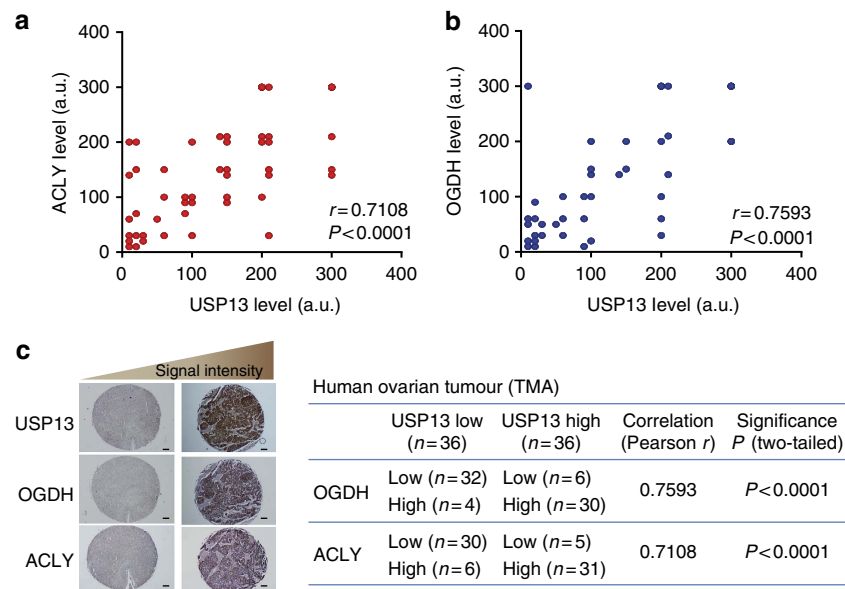 a
ACLY level (a.u.)
400
300
200
100
0
0 100 200 300 400
USP13 level (a.u.)
r=0.7108
P<0.0001
b
OGDH level (a.u.)
400
300
200
100
0
0 100 200 300 400
USP13 level (a.u.)
r=0.7593
P<0.0001
c
Signal intensity
USP13
OGDH
ACLY
Human ovarian tumour (TMA)
USP13 low USP13 high Correlation Significance
(n=36) (n=36) (Pearson r) P (two-tailed)
OGDH Low (n=32) Low (n=6) 0.7593 P<0.0001
High (n=4) High (n=30)
ACLY Low (n=30) Low (n=5) 0.7108 P<0.0001
High (n=6) High (n=31)